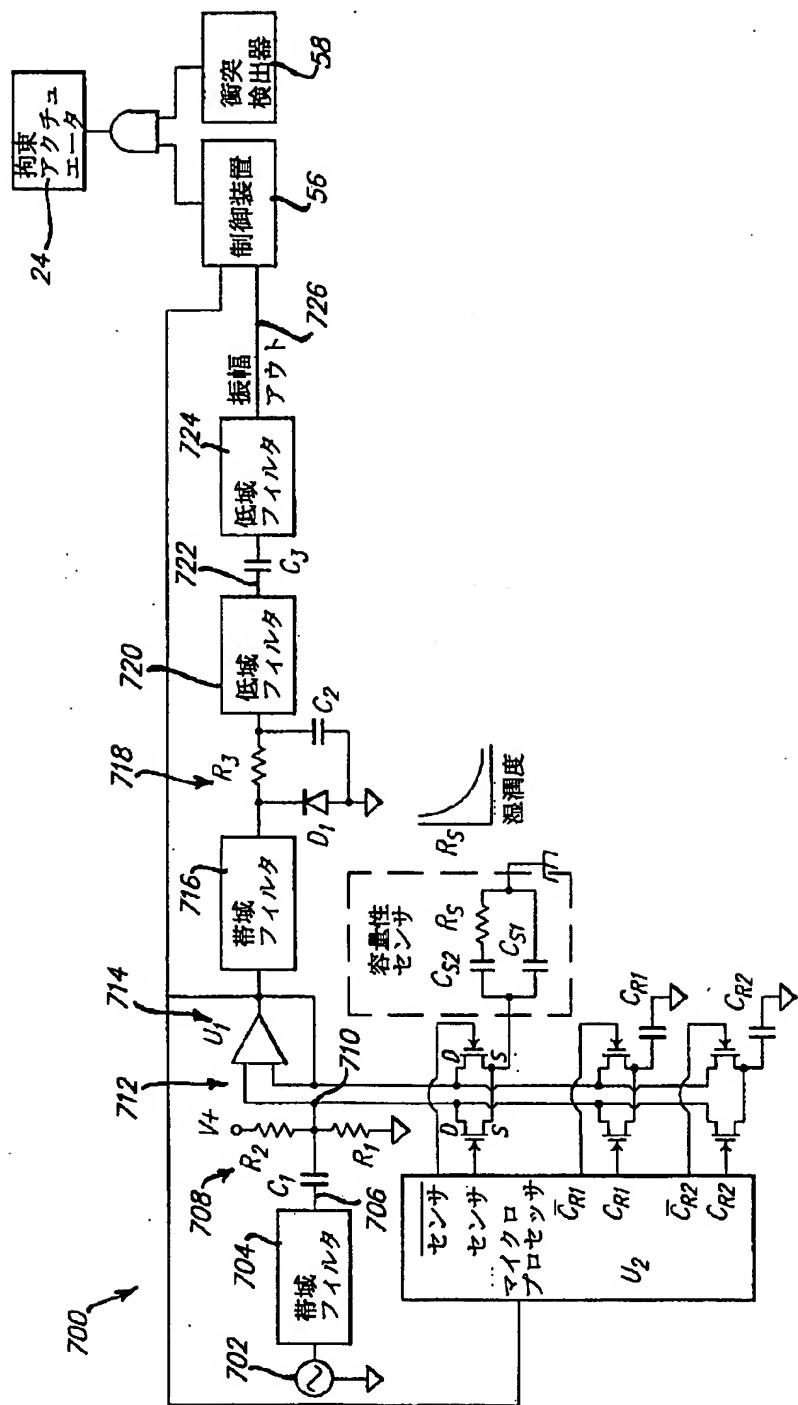 700
702
帯域
フィルタ
704
706
708
C1
V+
R2
R1
710
712
714
U1
帯域
フィルタ
716
718
R3
D1
C2
低域
フィルタ
720
722
C3
低域
フィルタ
724
振幅
アウト
726
制御装置
56
衝突
検出器
58
拘束
アクチュ
エータ
24
センサ
センサ
マイクロ
プロセッサ
U2
CR1
CR1
CR2
CR2
D
S
D
S
容量性
センサ
CS2
RS
CS1
CR1
CR2
RS
湿潤度